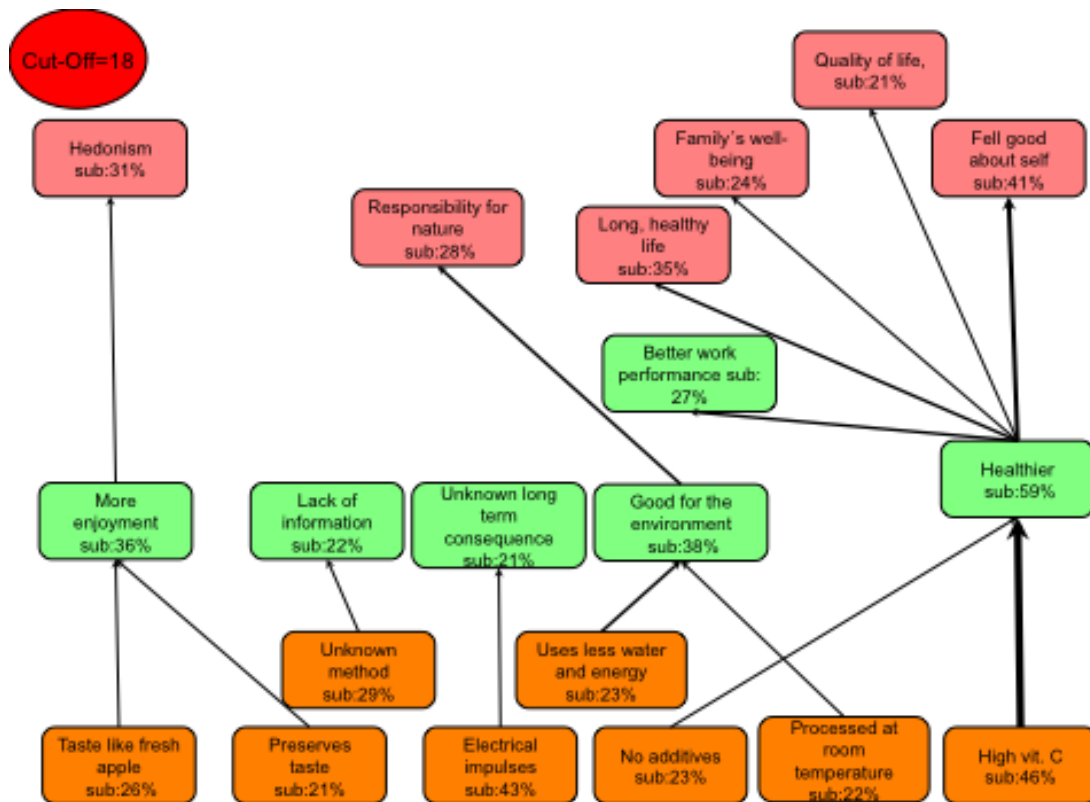 Cut-Off=18
Quality of life,
sub:21%
Hedonism
sub:31%
Family´s well-
being
sub:24%
Fell good
about self
sub:41%
Responsibility for
nature
sub:28%
Long, healthy
life
sub:35%
Better work
performance sub:
27%
Healthier
sub:59%
More
enjoyment
sub:36%
Lack of
information
sub:22%
Unknown long
term
consequence
sub:21%
Good for the
environment
sub:38%
Unknown
method
sub:29%
Uses less water
and energy
sub:23%
Taste like fresh
apple
sub:26%
Preserves
taste
sub:21%
Electrical
impulses
sub:43%
No additives
sub:23%
Processed at
room
temperature
sub:22%
High vit. C
sub:46%